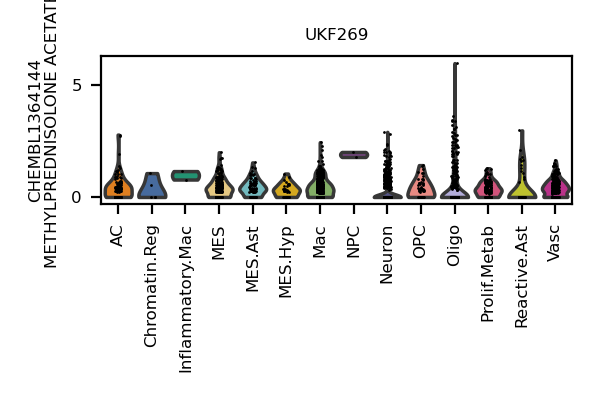 UKF269
CHEMBL1364144
METHYLPREDNISOLONE ACETAT
5
0
AC
Chromatin.Reg
Inflammatory.Mac
MES
MES.Ast
MES.Hyp
Mac
NPC
Neuron
OPC
Oligo
Prolif.Metab
Reactive.Ast
Vasc